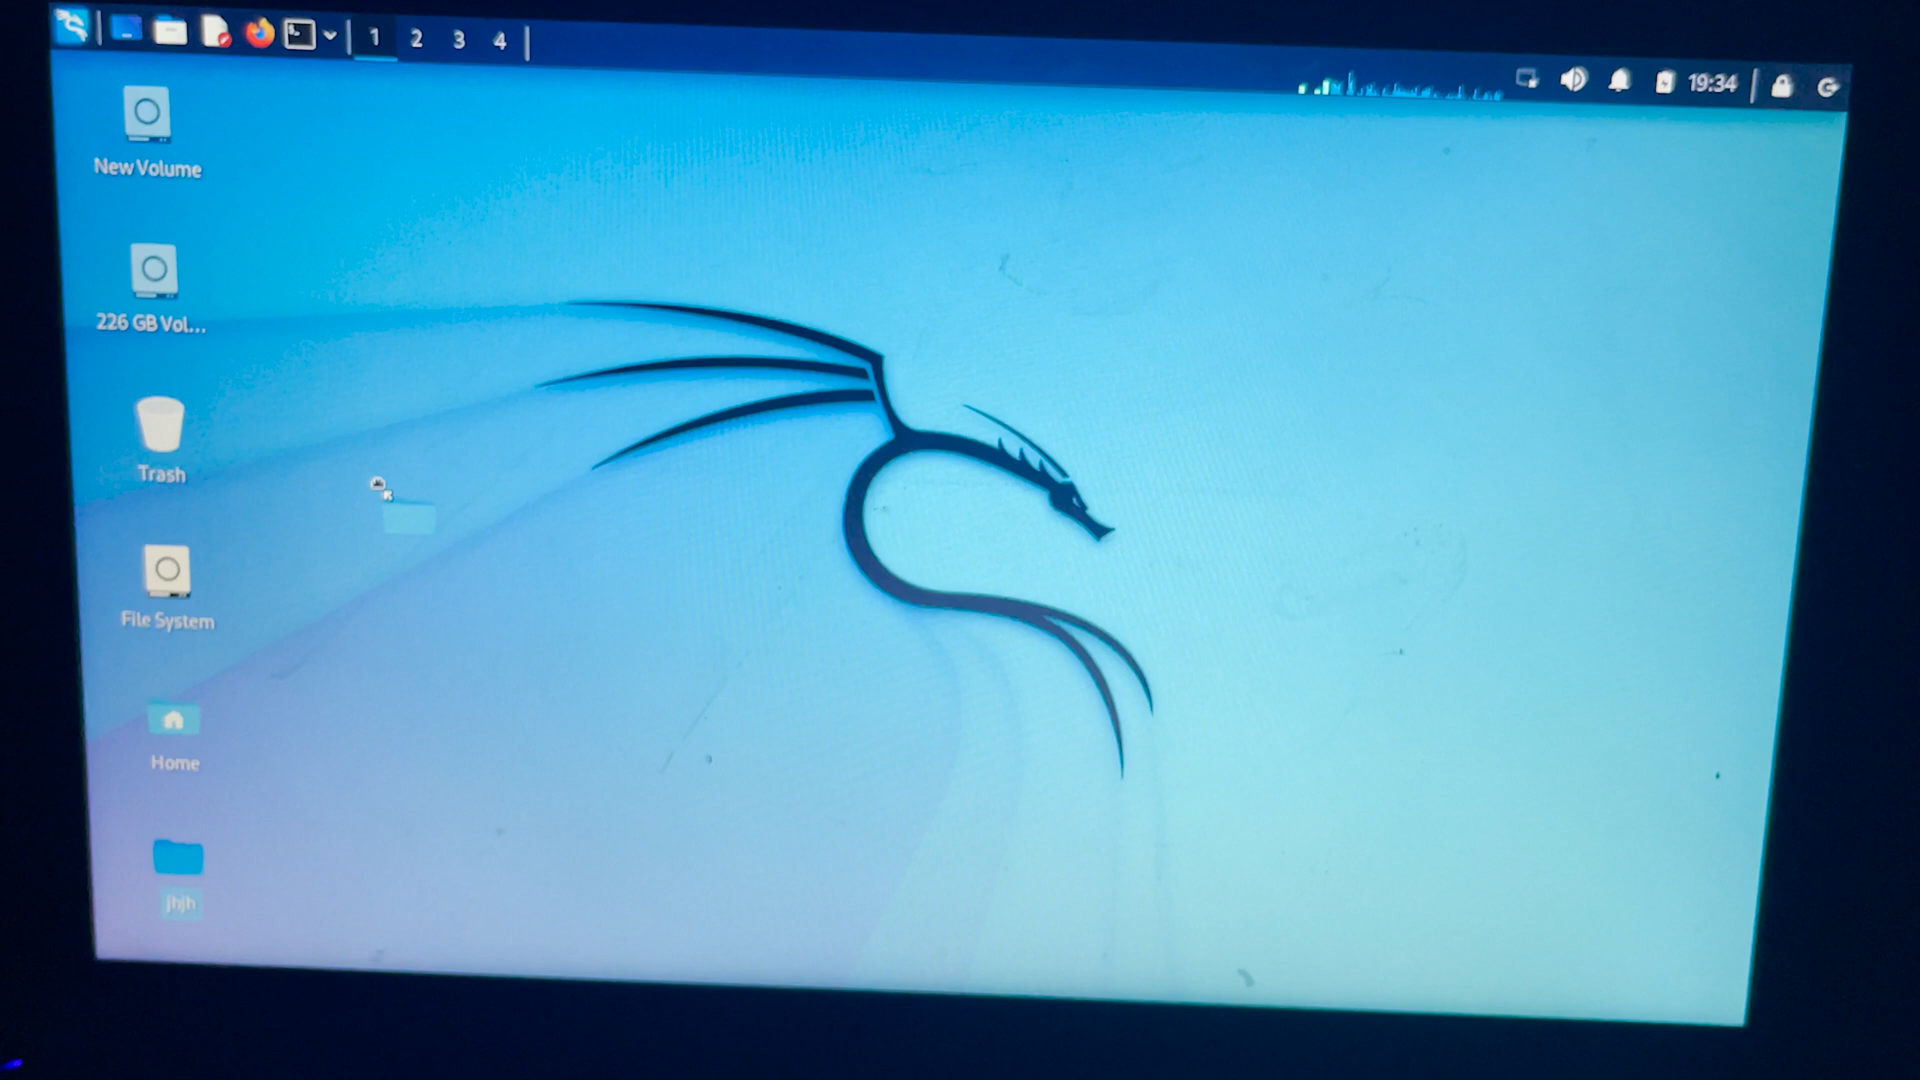 1 2 3 4
19:34
New Volume
226 GB Vol...
Trash
File System
Home
jhjh